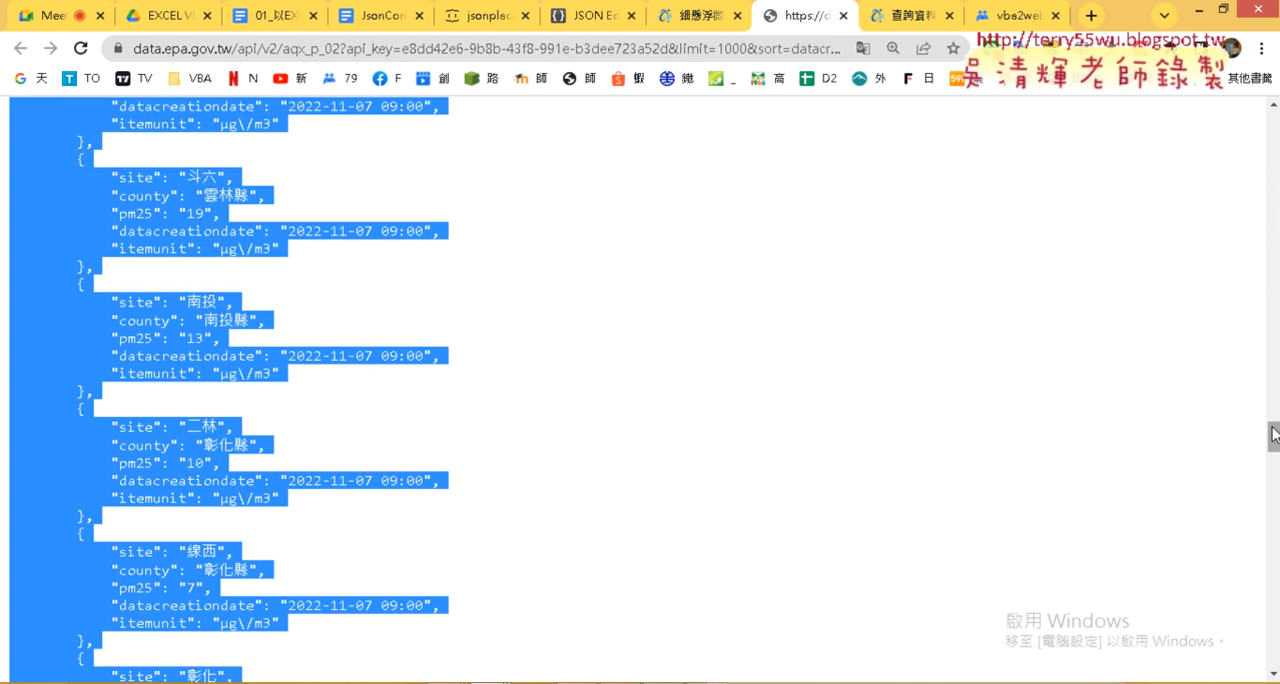 Meet
EXCEL V
01_以EX
JsonCon
jsonplac
JSON Ed
細懸浮微
https://d
查詢資料
vba2web
data.epa.gov.tw/api/v2/aqx_p_02?api_key=e8dd42e6-9b8b-43f8-991e-b3dee723a52d&limit=1000&sort=datacr...
http://terry55wu.blogspot.tw
吳清輝老師錄製
天 TO TV VBA N 新 79 F 創 路 師 師 蝦 _ 高 D2 外 日 其他書籤
"datacreationdate": "2022-11-07 09:00",
"itemunit": "μg\/m3"
},
{
"site": "斗六",
"county": "雲林縣",
"pm25": "19",
"datacreationdate": "2022-11-07 09:00",
"itemunit": "μg\/m3"
},
{
"site": "南投",
"county": "南投縣",
"pm25": "13",
"datacreationdate": "2022-11-07 09:00",
"itemunit": "μg\/m3"
},
{
"site": "二林",
"county": "彰化縣",
"pm25": "10",
"datacreationdate": "2022-11-07 09:00",
"itemunit": "μg\/m3"
},
{
"site": "線西",
"county": "彰化縣",
"pm25": "7",
"datacreationdate": "2022-11-07 09:00",
"itemunit": "μg\/m3"
},
{
"site": "彰化",
啟用 Windows
移至 [電腦設定] 以啟用 Windows。